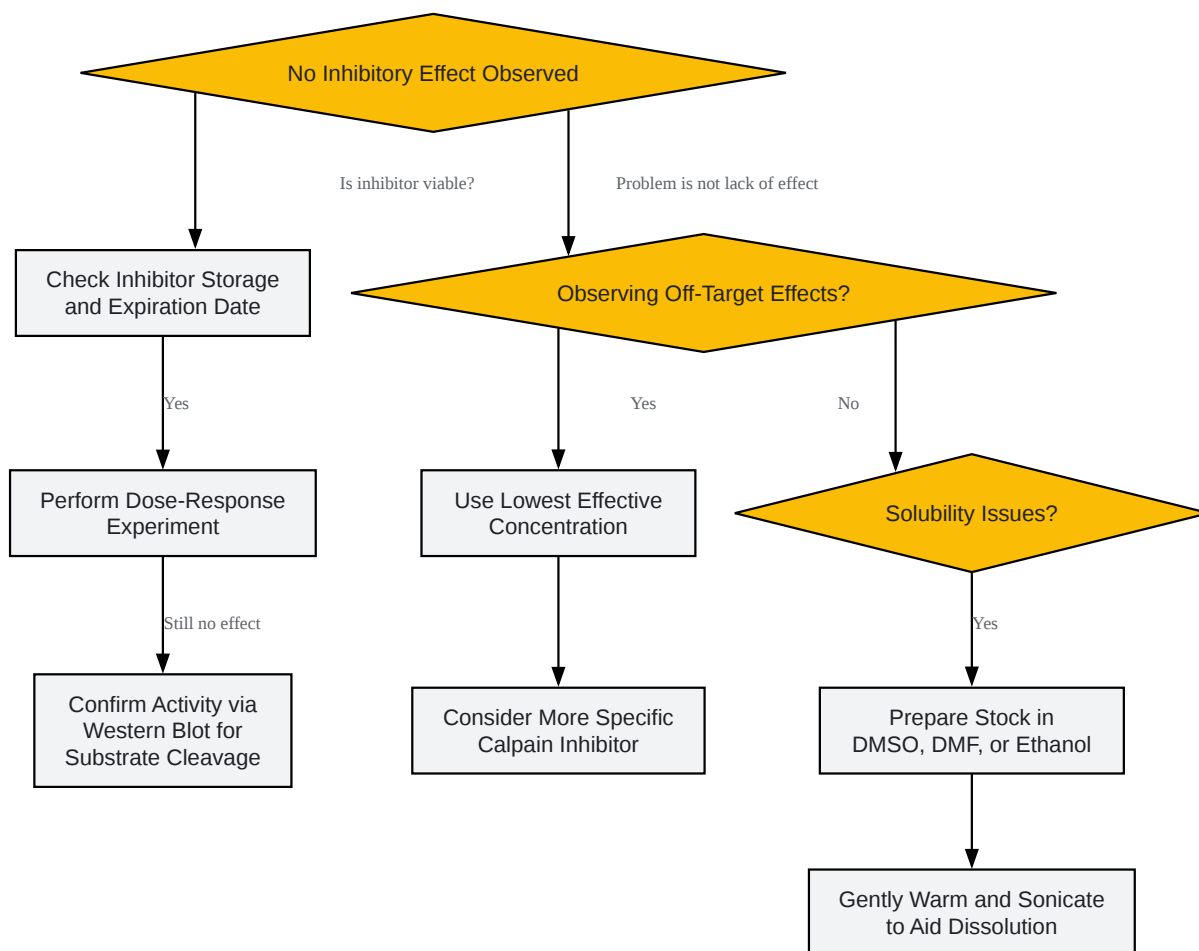 No Inhibitory Effect Observed
Is inhibitor viable?
Problem is not lack of effect
Check Inhibitor Storage
and Expiration Date
Observing Off-Target Effects?
Yes
Yes
No
Perform Dose-Response
Experiment
Use Lowest Effective
Concentration
Solubility Issues?
Still no effect
Yes
Confirm Activity via
Western Blot for
Substrate Cleavage
Consider More Specific
Calpain Inhibitor
Prepare Stock in
DMSO, DMF, or Ethanol
Gently Warm and Sonicate
to Aid Dissolution